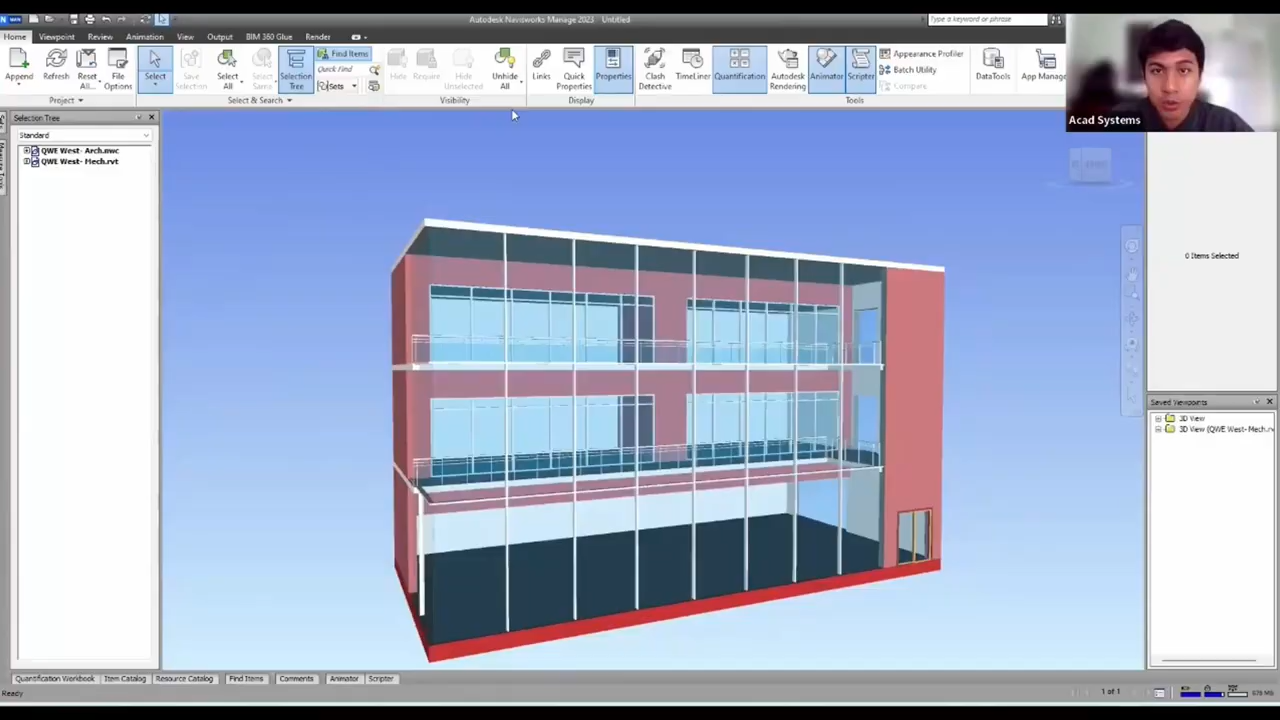 Autodesk Navisworks Manage 2023 Untitled
Type a keyword or phrase
Home Viewpoint Review Animation View Output BIM 360 Glue Render
Append
Refresh
Reset All...
File Options
Project
Select
Save Selection
Select All
Select Same
Selection Tree
Find Items
Quick Find
Sets
Select & Search
Hide
Require
Hide Unselected
Unhide All
Visibility
Links
Quick Properties
Properties
Display
Clash Detective
TimeLiner
Quantification
Autodesk Rendering
Animator
Scripter
Appearance Profiler
Batch Utility
Compare
Tools
DataTools
App Manager
Acad Systems
Selection Tree
Standard
QWE West- Arch.nwc
QWE West- Mech.rvt
0 Items Selected
Saved Viewpoints
3D View
3D View (QWE West- Mech.rv
Quantification Workbook Item Catalog Resource Catalog Find Items Comments Animator Scripter
Ready
1 of 1